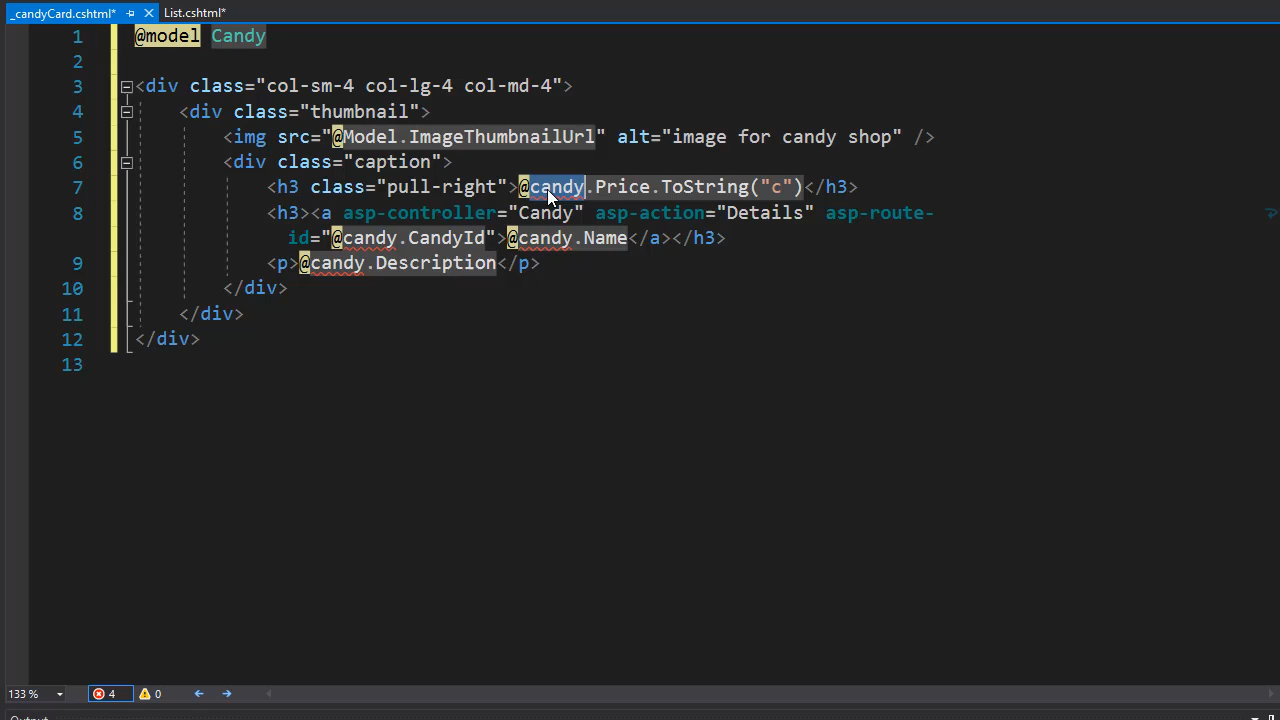 _candyCard.cshtml* List.cshtml*
1 @model Candy
2
3 <div class="col-sm-4 col-lg-4 col-md-4">
4 <div class="thumbnail">
5 <img src="@Model.ImageThumbnailUrl" alt="image for candy shop" />
6 <div class="caption">
7 <h3 class="pull-right">@candy.Price.ToString("c")</h3>
8 <h3><a asp-controller="Candy" asp-action="Details" asp-route-
id="@candy.CandyId">@candy.Name</a></h3>
9 <p>@candy.Description</p>
10 </div>
11 </div>
12 </div>
13
133 % 4 0
Output